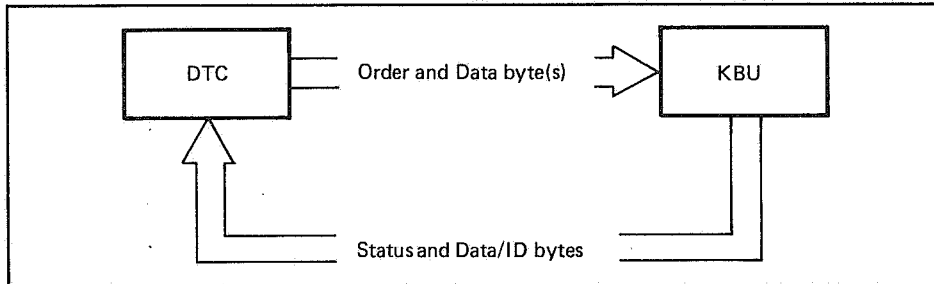 DTC
Order and Data byte(s)
KBU
Status and Data/ID bytes